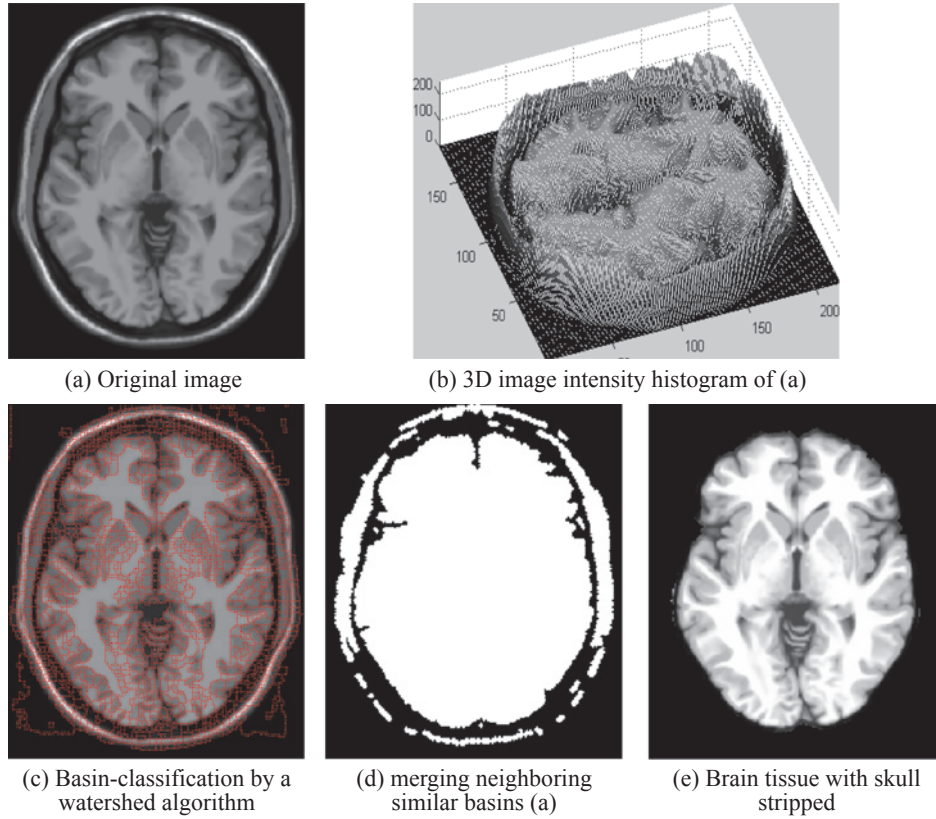 200
100
0
150
100
50
50
100
150
200
(a) Original image
(b) 3D image intensity histogram of (a)
(c) Basin-classification by a
watershed algorithm
(d) merging neighboring
similar basins (a)
(e) Brain tissue with skull
stripped